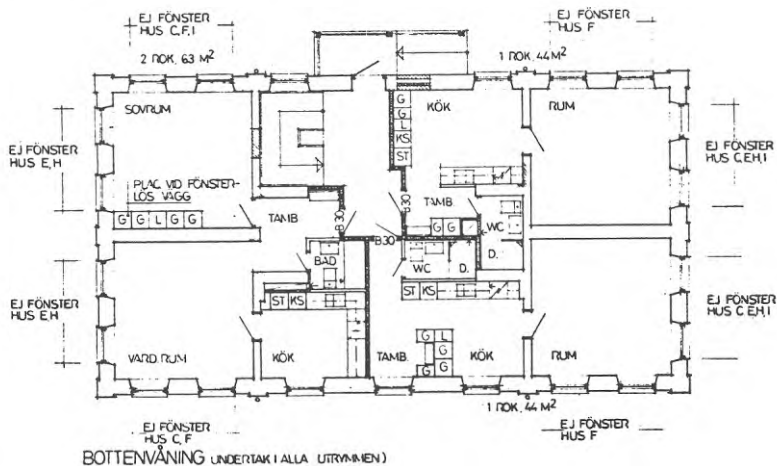 EJ FÖNSTER
HUS C,F,I
EJ FÖNSTER
HUS F
2 ROK, 63 M²
1 ROK, 44 M²
SOVRUM
G
G
L
KS
ST
KÖK
RUM
EJ FÖNSTER
HUS E,H
EJ FÖNSTER
HUS C,E,H,I
PLAC. VID FÖNSTER-
LÖS VÄGG
G G L G G
TAMB.
B30
B30
TAMB.
G G
WC
D.
B30
BAD
WC
D.
EJ FÖNSTER
HUS E,H
ST KS
ST KS
EJ FÖNSTER
HUS C,E,H,I
G L
G
G G
VARD. RUM
KÖK
TAMB.
KÖK
RUM
1 ROK, 44 M²
EJ FÖNSTER
HUS C,F
EJ FÖNSTER
HUS F
BOTTENVÅNING UNDERTAK I ALLA UTRYMMEN)